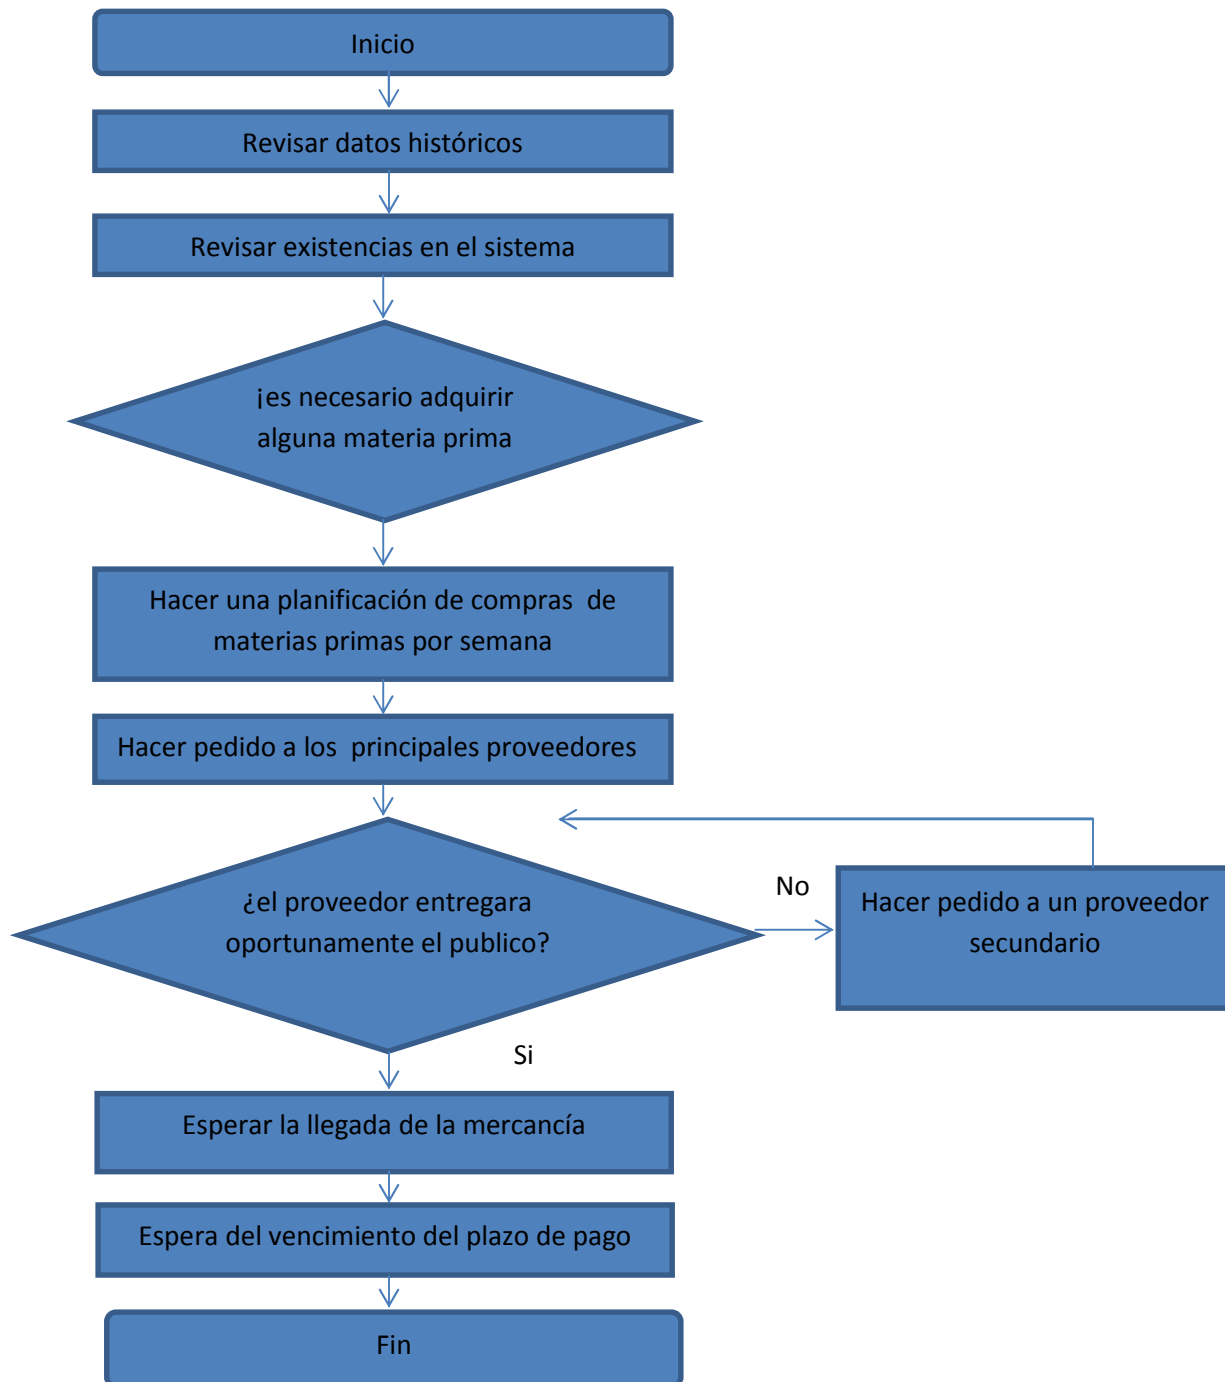 Inicio
Revisar datos históricos
Revisar existencias en el sistema
¡es necesario adquirir
alguna materia prima
Hacer una planificación de compras de
materias primas por semana
Hacer pedido a los principales proveedores
¿el proveedor entregara
oportunamente el publico?
No
Hacer pedido a un proveedor
secundario
Si
Esperar la llegada de la mercancía
Espera del vencimiento del plazo de pago
Fin